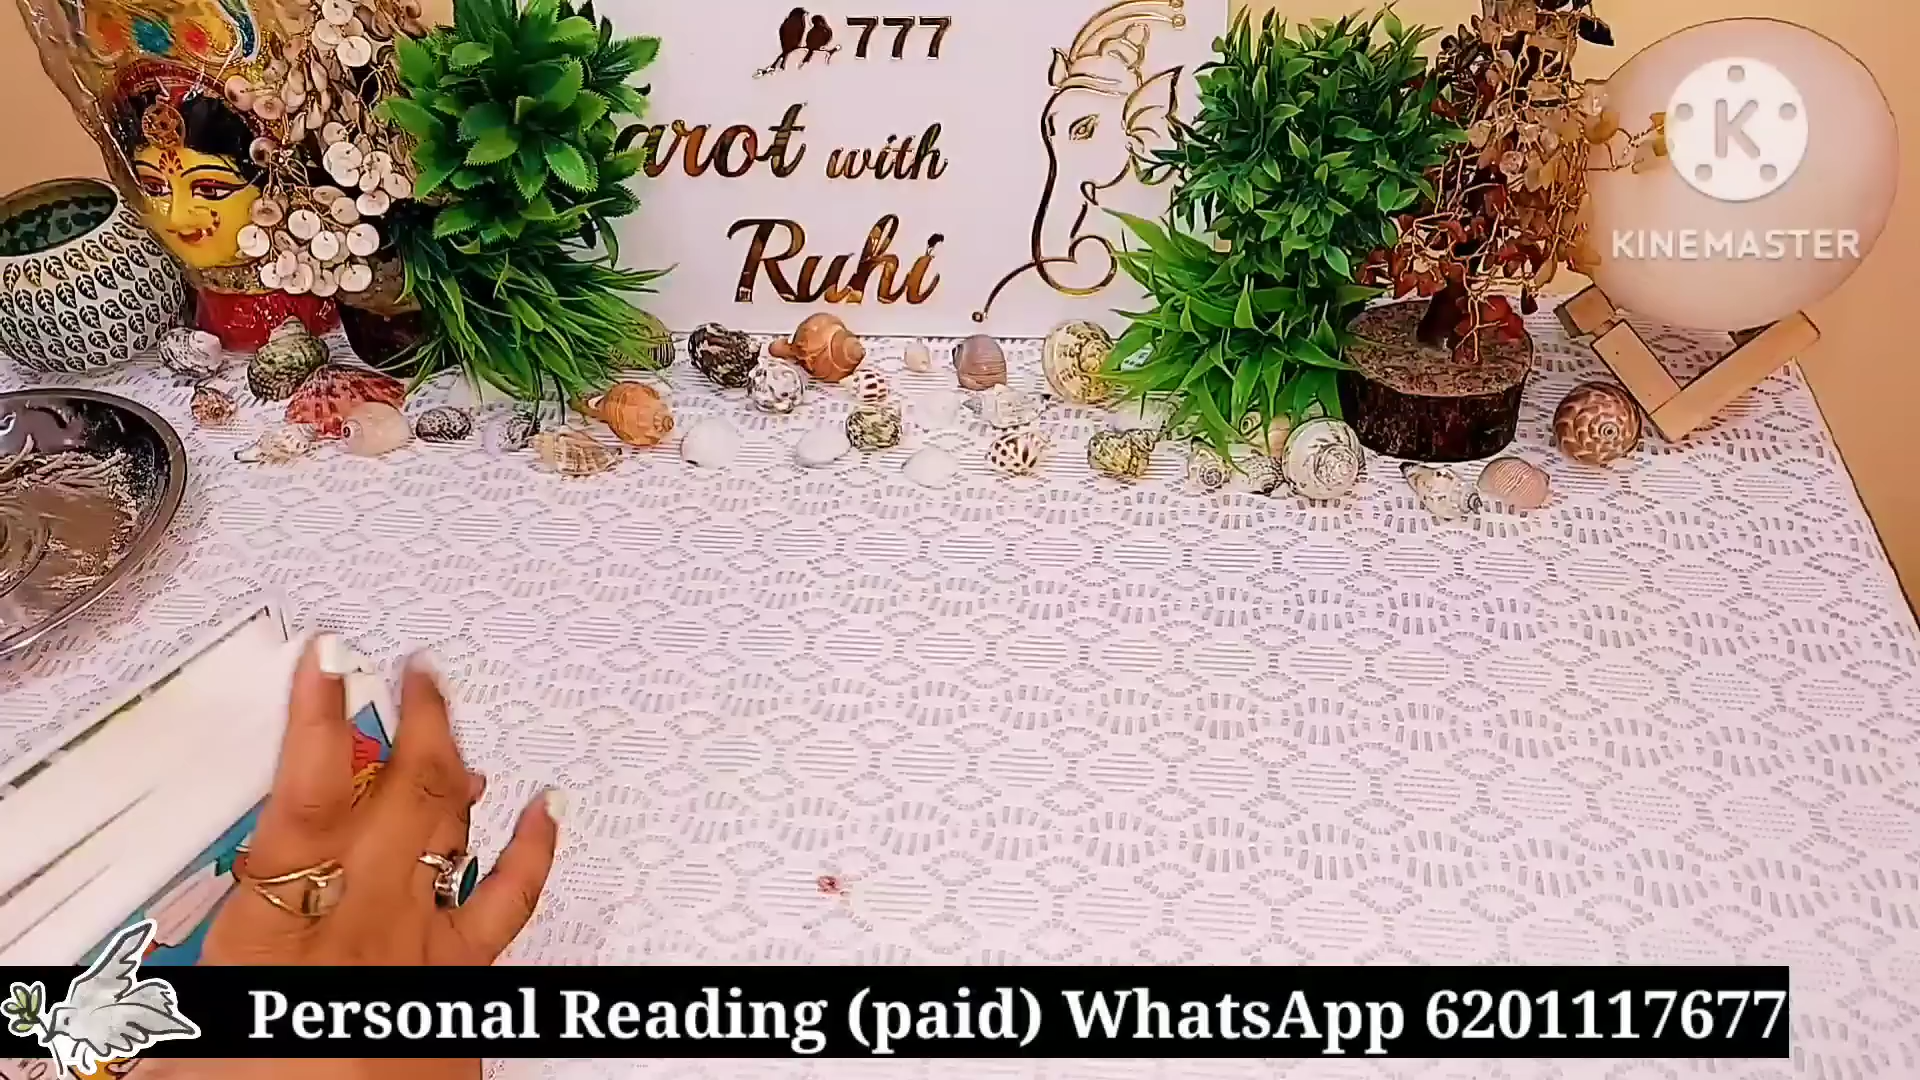 777
arot with
Ruhi
K
KINEMASTER
Personal Reading (paid) WhatsApp 6201117677